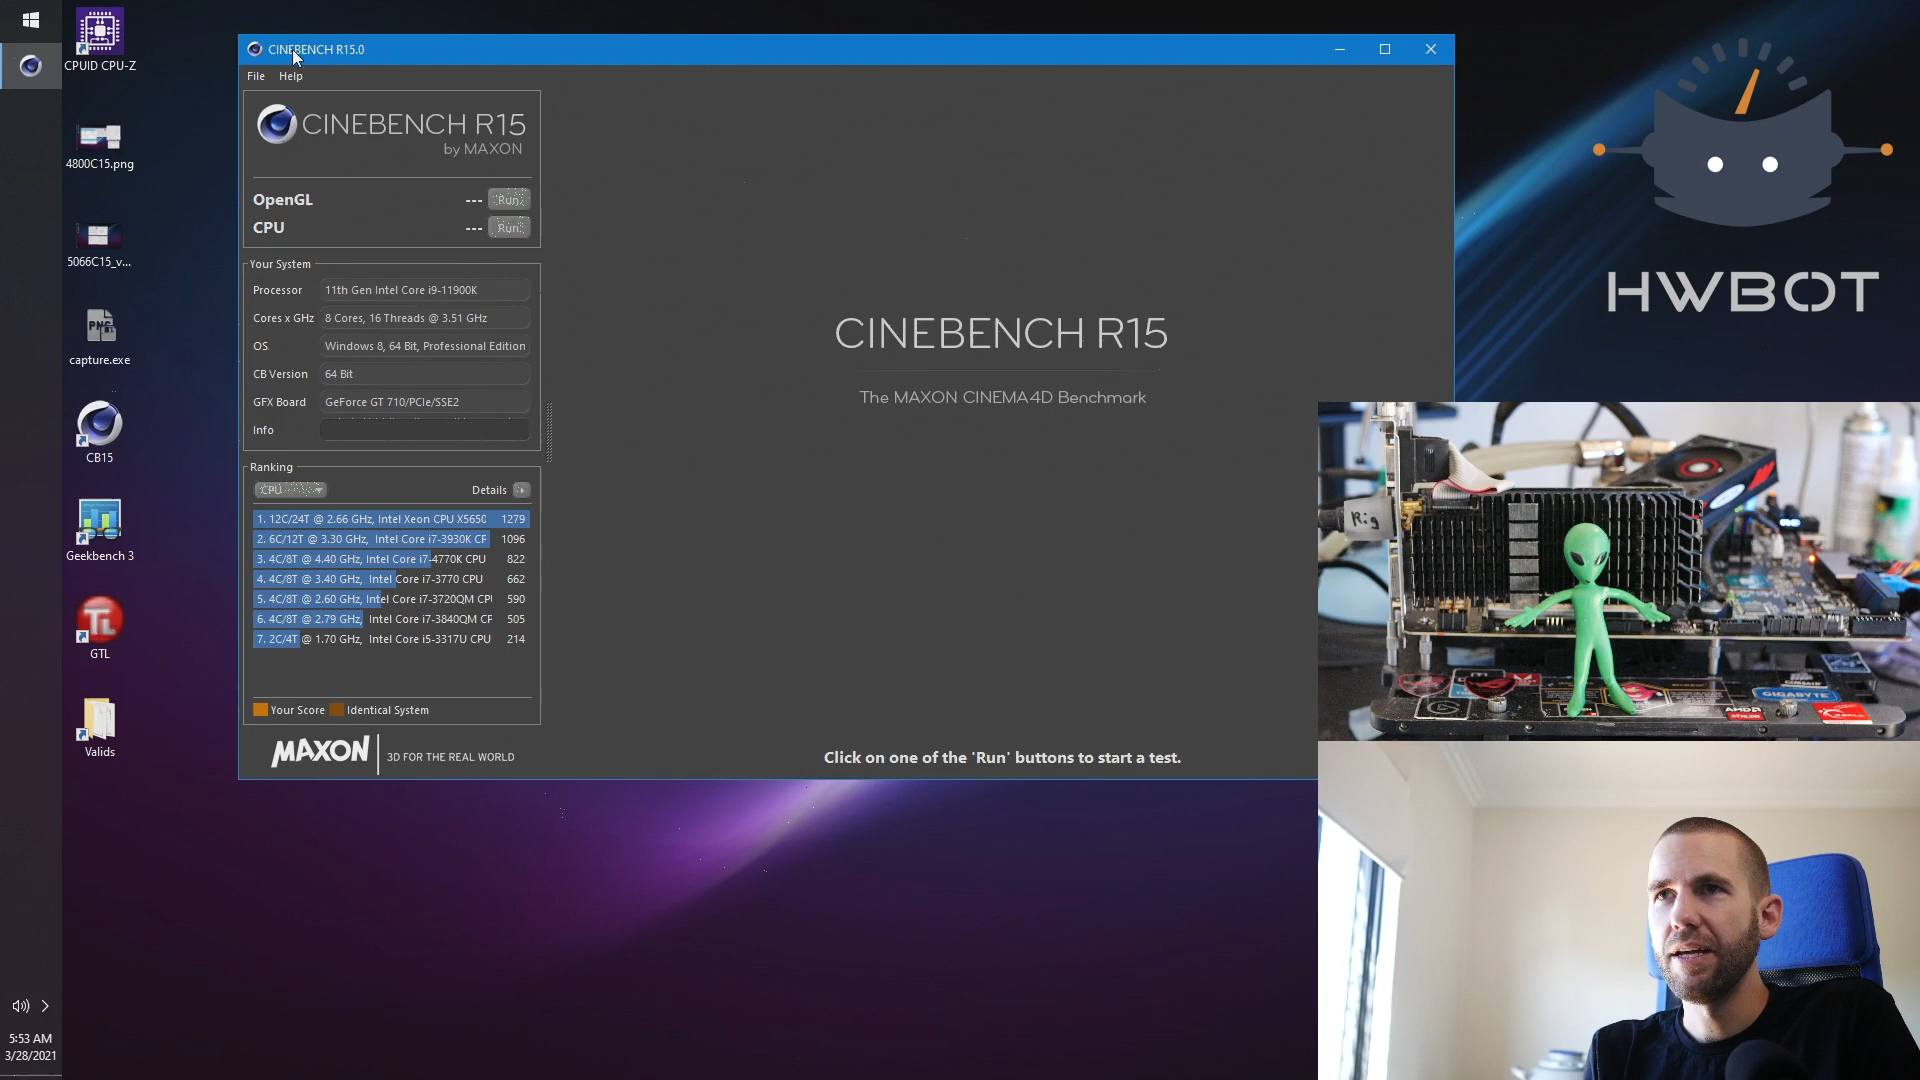 CPUID CPU-Z
4800C15.png
5066C15_v...
capture.exe
CB15
Geekbench 3
GTL
Valids
5:53 AM
3/28/2021
CINEBENCH R15.0
File Help
CINEBENCH R15
by MAXON
OpenGL --- Run
CPU --- Run
Your System
Processor 11th Gen Intel Core i9-11900K
Cores x GHz 8 Cores, 16 Threads @ 3.51 GHz
OS Windows 8, 64 Bit, Professional Edition
CB Version 64 Bit
GFX Board GeForce GT 710/PCIe/SSE2
Info
Ranking
CPU Details
1. 12C/24T @ 2.66 GHz, Intel Xeon CPU X5650 1279
2. 6C/12T @ 3.30 GHz, Intel Core i7-3930K CP 1096
3. 4C/8T @ 4.40 GHz, Intel Core i7-4770K CPU 822
4. 4C/8T @ 3.40 GHz, Intel Core i7-3770 CPU 662
5. 4C/8T @ 2.60 GHz, Intel Core i7-3720QM CPU 590
6. 4C/8T @ 2.79 GHz, Intel Core i7-3840QM CP 505
7. 2C/4T @ 1.70 GHz, Intel Core i5-3317U CPU 214
Your Score Identical System
MAXON 3D FOR THE REAL WORLD
CINEBENCH R15
The MAXON CINEMA4D Benchmark
Click on one of the 'Run' buttons to start a test.
HWBOT
Rig
GIGABYTE
AMD
ATHLON